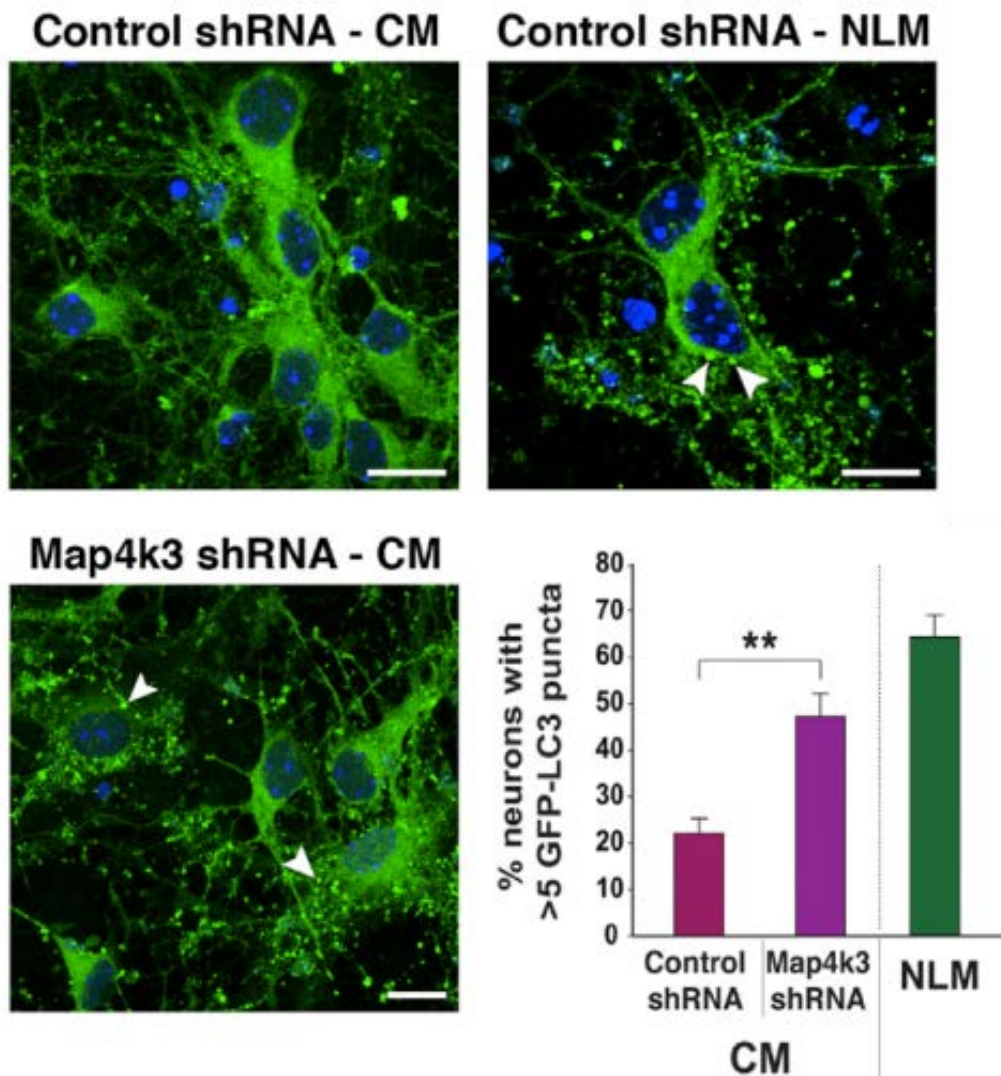 Control shRNA - CM
Control shRNA - NLM
Map4k3 shRNA - CM
% neurons with
>5 GFP-LC3 puncta
80
70
60
50
40
30
20
10
0
**
Control
shRNA
Map4k3
shRNA
NLM
CM